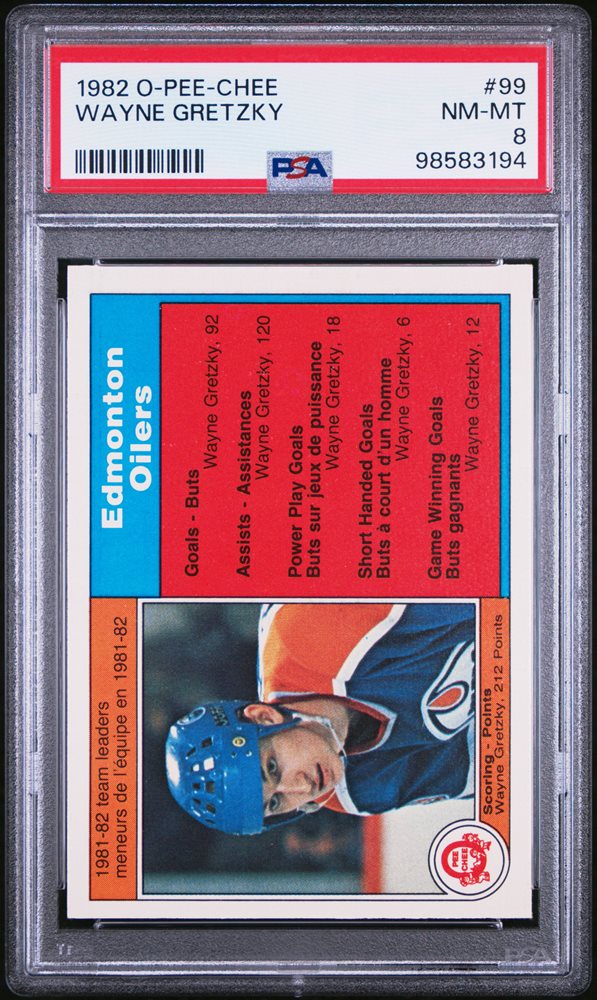 1982 O-PEE-CHEE #99
WAYNE GRETZKY NM-MT
8
PSA 98583194
1981-82 team leaders
meneurs de l'équipe en 1981-82
Edmonton
Oilers
Goals - Buts
Wayne Gretzky, 92
Assists - Assistances
Wayne Gretzky, 120
Power Play Goals
Buts sur jeux de puissance
Wayne Gretzky, 18
Short Handed Goals
Buts à court d'un homme
Wayne Gretzky, 6
Game Winning Goals
Buts gagnants
Wayne Gretzky, 12
O PEE CHEE
Scoring - Points
Wayne Gretzky, 212 Points
PSA